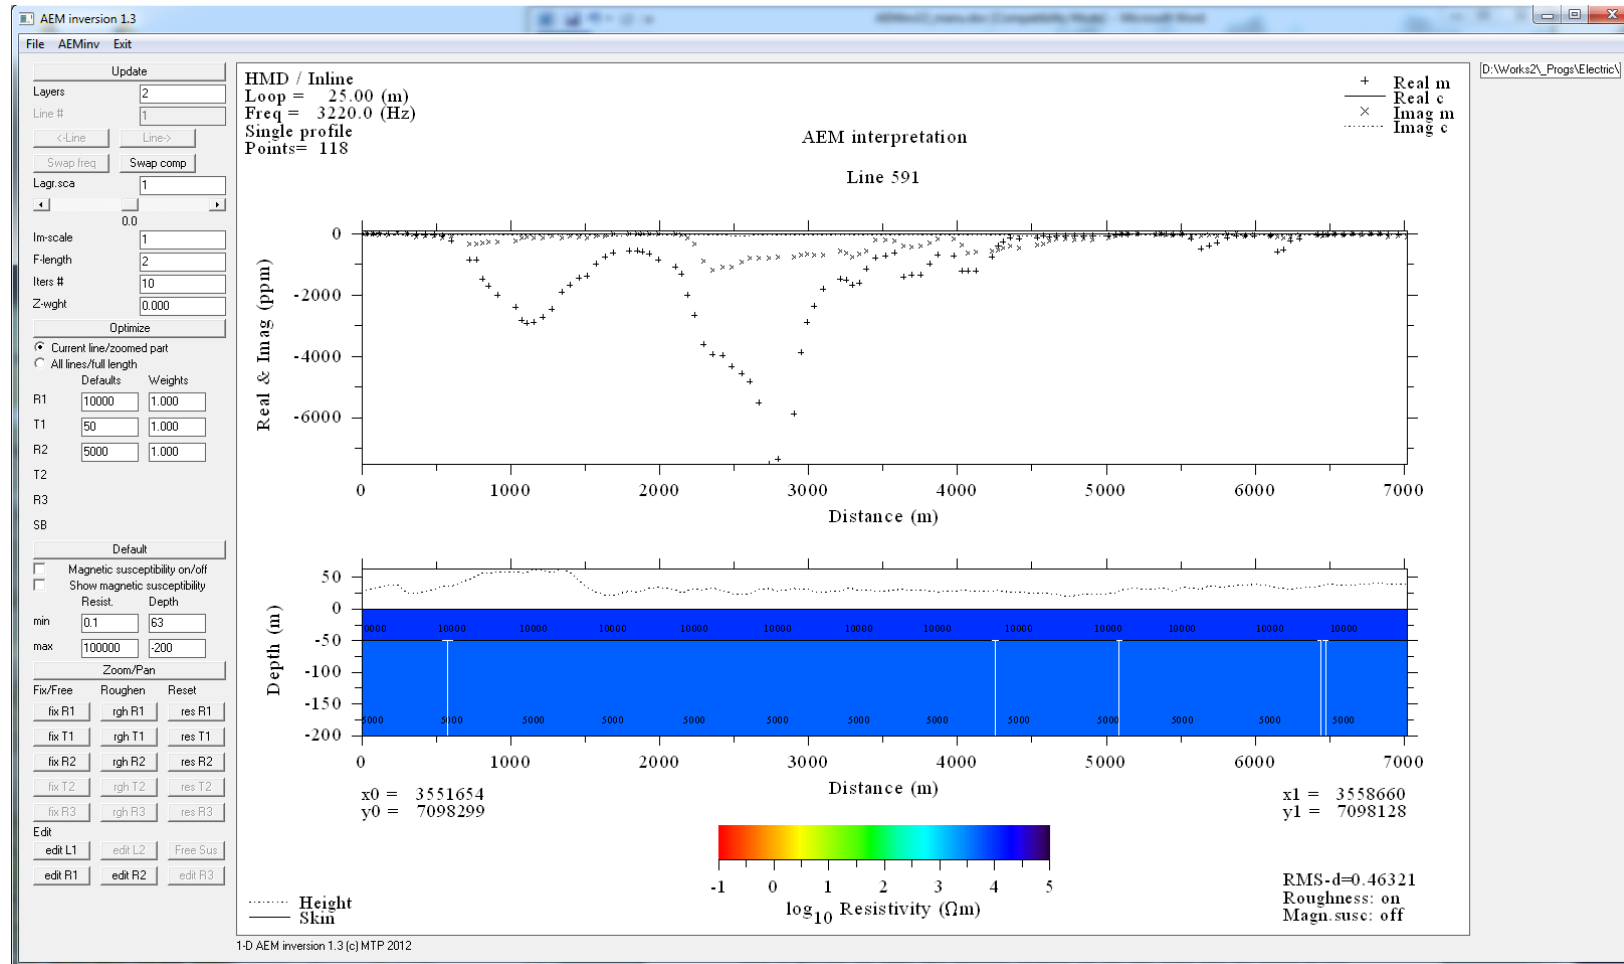 AEM inversion 1.3
File AEMinv Exit
Update
Layers 2
Line # 1
<-Line Line->
Swap freq Swap comp
Lagr.sca 1
0.0
Im-scale 1
F-length 2
Iters # 10
Z-wght 0.000
Optimize
Current line/zoomed part
All lines/full length
Defaults Weights
R1 10000 1.000
T1 50 1.000
R2 5000 1.000
T2
R3
SB
Default
Magnetic susceptibility on/off
Show magnetic susceptibility
Resist. Depth
min 0.1 63
max 100000 -200
Zoom/Pan
Fix/Free Roughen Reset
fix R1 rgh R1 res R1
fix T1 rgh T1 res T1
fix R2 rgh R2 res R2
fix T2 rgh T2 res T2
fix R3 rgh R3 res R3
Edit
edit L1 edit L2 Free Sus
edit R1 edit R2 edit R3
HMD / Inline
Loop = 25.00 (m)
Freq = 3220.0 (Hz)
Single profile
Points= 118
AEM interpretation
Line 591
+ Real m
Real c
× Imag m
Imag c
Real & Imag (ppm)
0
-2000
-4000
-6000
0 1000 2000 3000 4000 5000 6000 7000
Distance (m)
Depth (m)
50
0
-50
-100
-150
-200
0000 10000 10000 10000 10000 10000 10000 10000 10000 10000 10000 10000 10000
5000 5000 5000 5000 5000 5000 5000 5000 5000 5000 5000 5000 5000
0 1000 2000 3000 4000 5000 6000 7000
Distance (m)
x0 = 3551654
y0 = 7098299
x1 = 3558660
y1 = 7098128
-1 0 1 2 3 4 5
log10 Resistivity (Ωm)
Height
Skin
RMS-d=0.46321
Roughness: on
Magn.susc: off
1-D AEM inversion 1.3 (c) MTP 2012
D:\Works2\_Progs\Electric\